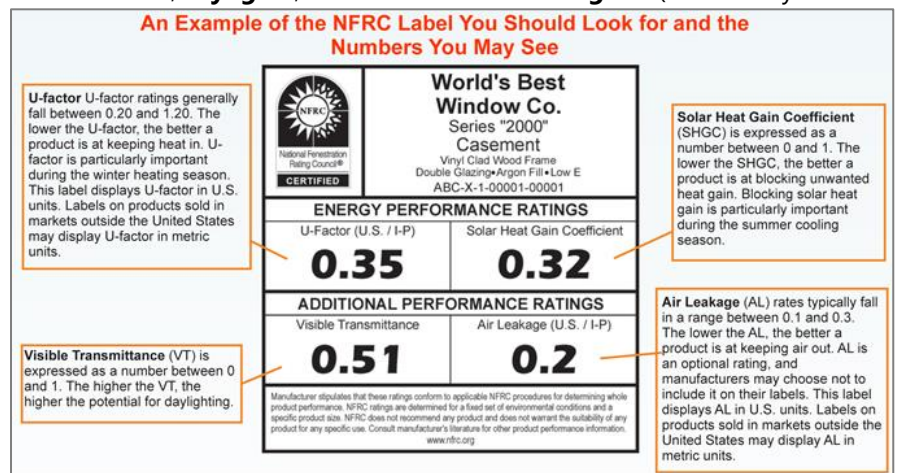 An Example of the NFRC Label You Should Look for and the
Numbers You May See
U-factor U-factor ratings generally
fall between 0.20 and 1.20. The
lower the U-factor, the better a
product is at keeping heat in. U-
factor is particularly important
during the winter heating season.
This label displays U-factor in U.S.
units. Labels on products sold in
markets outside the United States
may display U-factor in metric
units.
Visible Transmittance (VT) is
expressed as a number between 0
and 1. The higher the VT, the
higher the potential for daylighting.
NFRC
National Fenestration
Rating Council®
CERTIFIED
World's Best
Window Co.
Series "2000"
Casement
Vinyl Clad Wood Frame
Double Glazing•Argon Fill•Low E
ABC-X-1-00001-00001
ENERGY PERFORMANCE RATINGS
U-Factor (U.S. / I-P)
0.35
Solar Heat Gain Coefficient
0.32
ADDITIONAL PERFORMANCE RATINGS
Visible Transmittance
0.51
Air Leakage (U.S. / I-P)
0.2
Manufacturer stipulates that these ratings conform to applicable NFRC procedures for determining whole
product performance. NFRC ratings are determined for a fixed set of environmental conditions and a
specific product size. NFRC does not recommend any product and does not warrant the suitability of any
product for any specific use. Consult manufacturer's literature for other product performance information.
www.nfrc.org
Solar Heat Gain Coefficient
(SHGC) is expressed as a
number between 0 and 1. The
lower the SHGC, the better a
product is at blocking unwanted
heat gain. Blocking solar heat
gain is particularly important
during the summer cooling
season.
Air Leakage (AL) rates typically fall
in a range between 0.1 and 0.3.
The lower the AL, the better a
product is at keeping air out. AL is
an optional rating, and
manufacturers may choose not to
include it on their labels. This label
displays AL in U.S. units. Labels on
products sold in markets outside the
United States may display AL in
metric units.